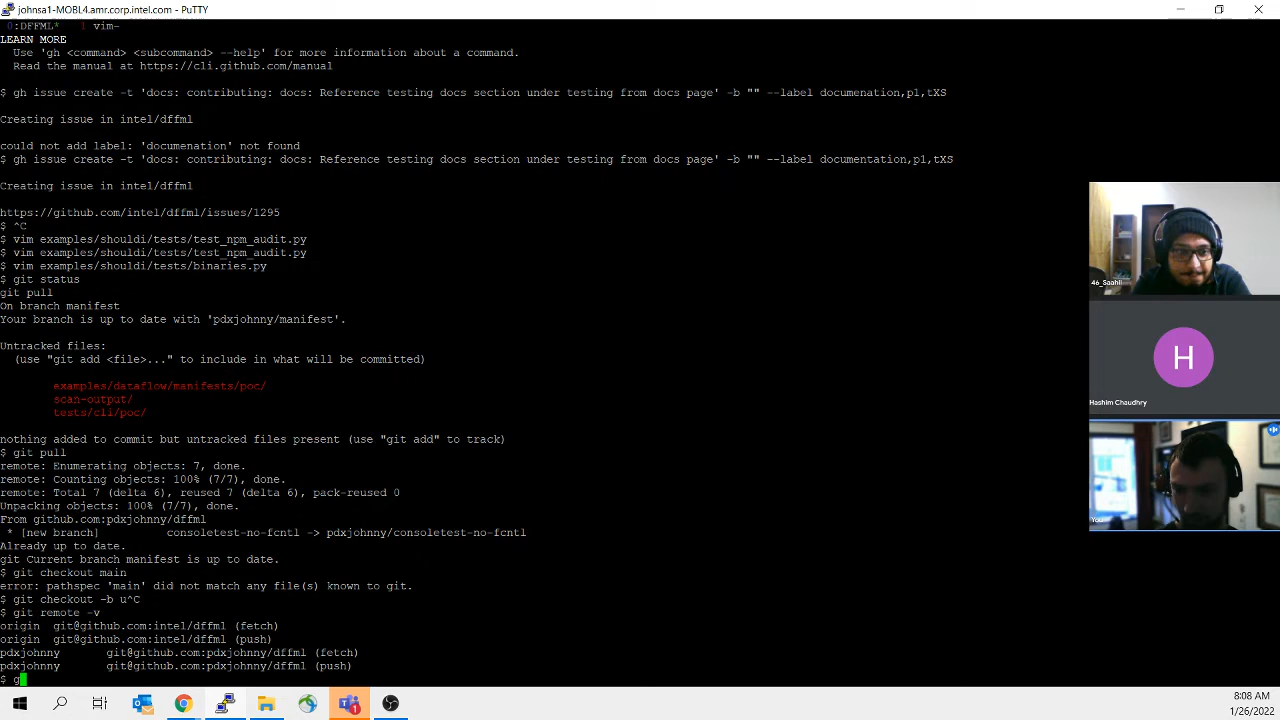 johnsa1-MOBL4.amr.corp.intel.com - PuTTY
0:DFFML*   1 vim-
LEARN MORE
Use 'gh <command> <subcommand> --help' for more information about a command.
Read the manual at https://cli.github.com/manual
$ gh issue create -t 'docs: contributing: docs: Reference testing docs section under testing from docs page' -b "" --label documenation,p1,tXS
Creating issue in intel/dffml
could not add label: 'documenation' not found
$ gh issue create -t 'docs: contributing: docs: Reference testing docs section under testing from docs page' -b "" --label documentation,p1,tXS
Creating issue in intel/dffml
https://github.com/intel/dffml/issues/1295
$ ^C
$ vim examples/shouldi/tests/test_npm_audit.py
$ vim examples/shouldi/tests/test_npm_audit.py
$ vim examples/shouldi/tests/binaries.py
$ git status
git pull
On branch manifest
Your branch is up to date with 'pdxjohnny/manifest'.
Untracked files:
(use "git add <file>..." to include in what will be committed)
examples/dataflow/manifests/poc/
scan-output/
tests/cli/poc/
nothing added to commit but untracked files present (use "git add" to track)
$ git pull
remote: Enumerating objects: 7, done.
remote: Counting objects: 100% (7/7), done.
remote: Total 7 (delta 6), reused 7 (delta 6), pack-reused 0
Unpacking objects: 100% (7/7), done.
From github.com:pdxjohnny/dffml
* [new branch]          consoletest-no-fcntl -> pdxjohnny/consoletest-no-fcntl
Already up to date.
git Current branch manifest is up to date.
$ git checkout main
error: pathspec 'main' did not match any file(s) known to git.
$ git checkout -b u^C
$ git remote -v
origin  git@github.com:intel/dffml (fetch)
origin  git@github.com:intel/dffml (push)
pdxjohnny       git@github.com:pdxjohnny/dffml (fetch)
pdxjohnny       git@github.com:pdxjohnny/dffml (push)
$ g
46_Saahil
H
Hashim Chaudhry
You
1
8:08 AM
1/26/2022